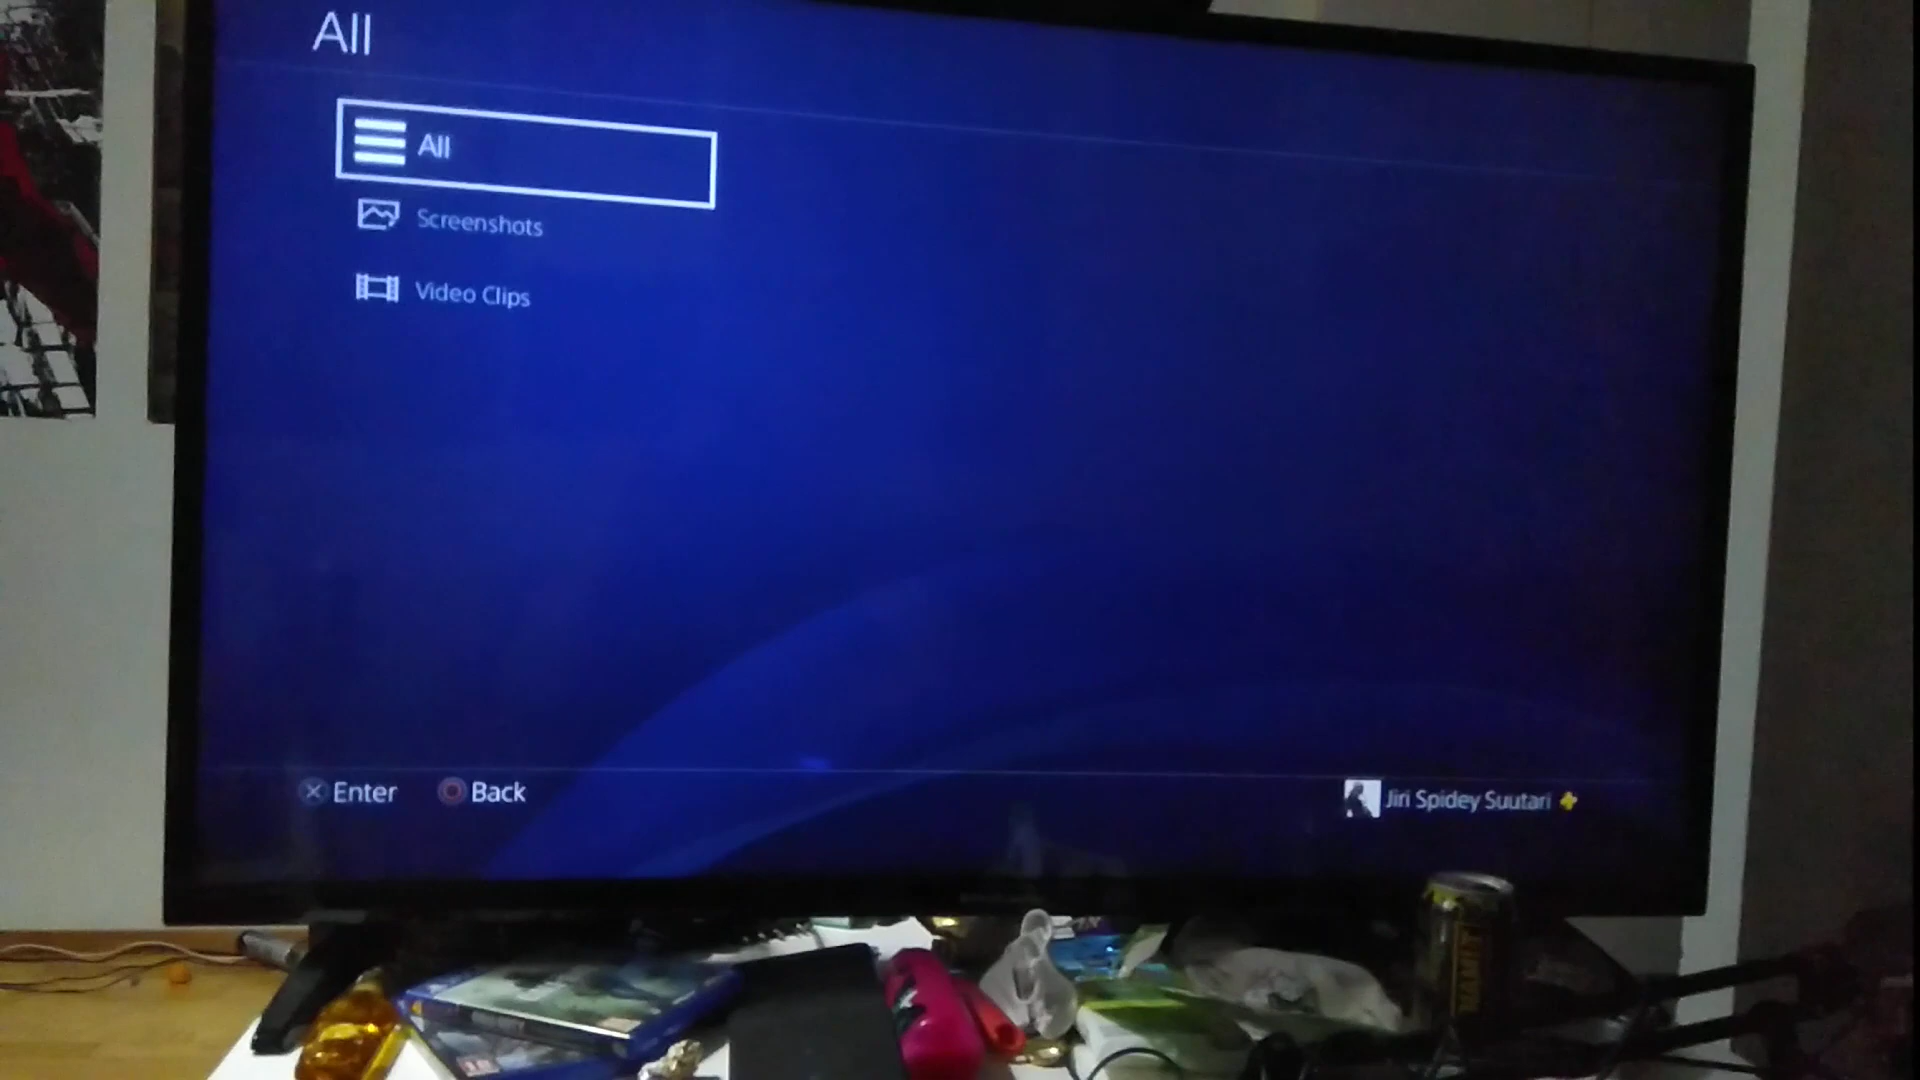 All
All
Screenshots
Video Clips
Enter
Back
Jiri Spidey Suutari